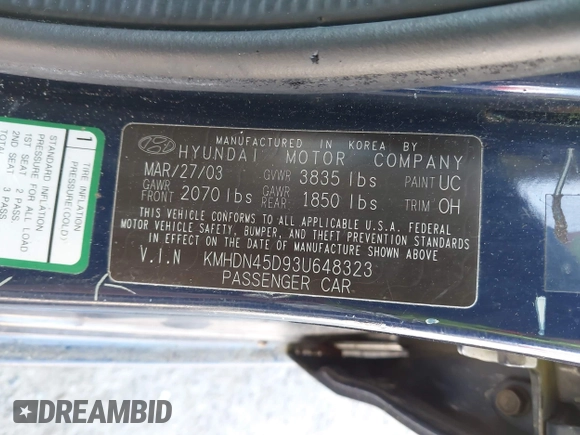 MANUFACTURED IN KOREA BY
HYUNDAI MOTOR COMPANY
MAR/27/03 GVWR 3835 lbs PAINT UC
GAWR FRONT 2070 lbs GAWR REAR 1850 lbs TRIM OH
THIS VEHICLE CONFORMS TO ALL APPLICABLE U.S.A. FEDERAL
MOTOR VEHICLE SAFETY, BUMPER, AND THEFT PREVENTION STANDARDS
IN EFFECT ON THE DATE OF MANUFACTURE SHOWN ABOVE
V.I.N KMHDN45D93U648323
PASSENGER CAR
1
TIRE INFLATION
PRESSURE(COLD)
STANDARD TIRE INFLATION
PRESSURE FOR ALL LOAD
1ST SEAT 2 PASS
2ND SEAT 3 PASS
TOTAL
DREAMBID